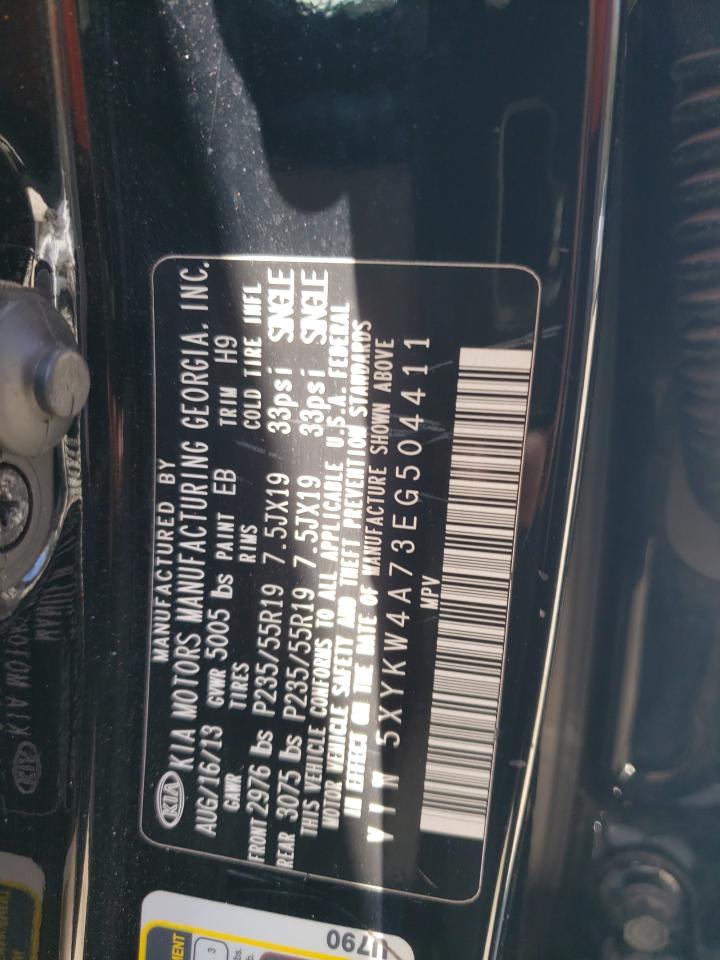 MANUFACTURED BY
KIA KIA MOTORS MANUFACTURING GEORGIA, INC.
AUG/16/13 GVWR 5005 lbs PAINT EB TRIM H9
GAWR TIRES RIMS COLD TIRE INFL
FRONT 2976 lbs P235/55R19 7.5JX19 33psi SINGLE
REAR 3075 lbs P235/55R19 7.5JX19 33psi SINGLE
THIS VEHICLE CONFORMS TO ALL APPLICABLE U.S.A. FEDERAL
MOTOR VEHICLE SAFETY AND THEFT PREVENTION STANDARDS
IN EFFECT ON THE DATE OF MANUFACTURE SHOWN ABOVE
VIN 5XYKW4A73EG504411
MPV
U790
3